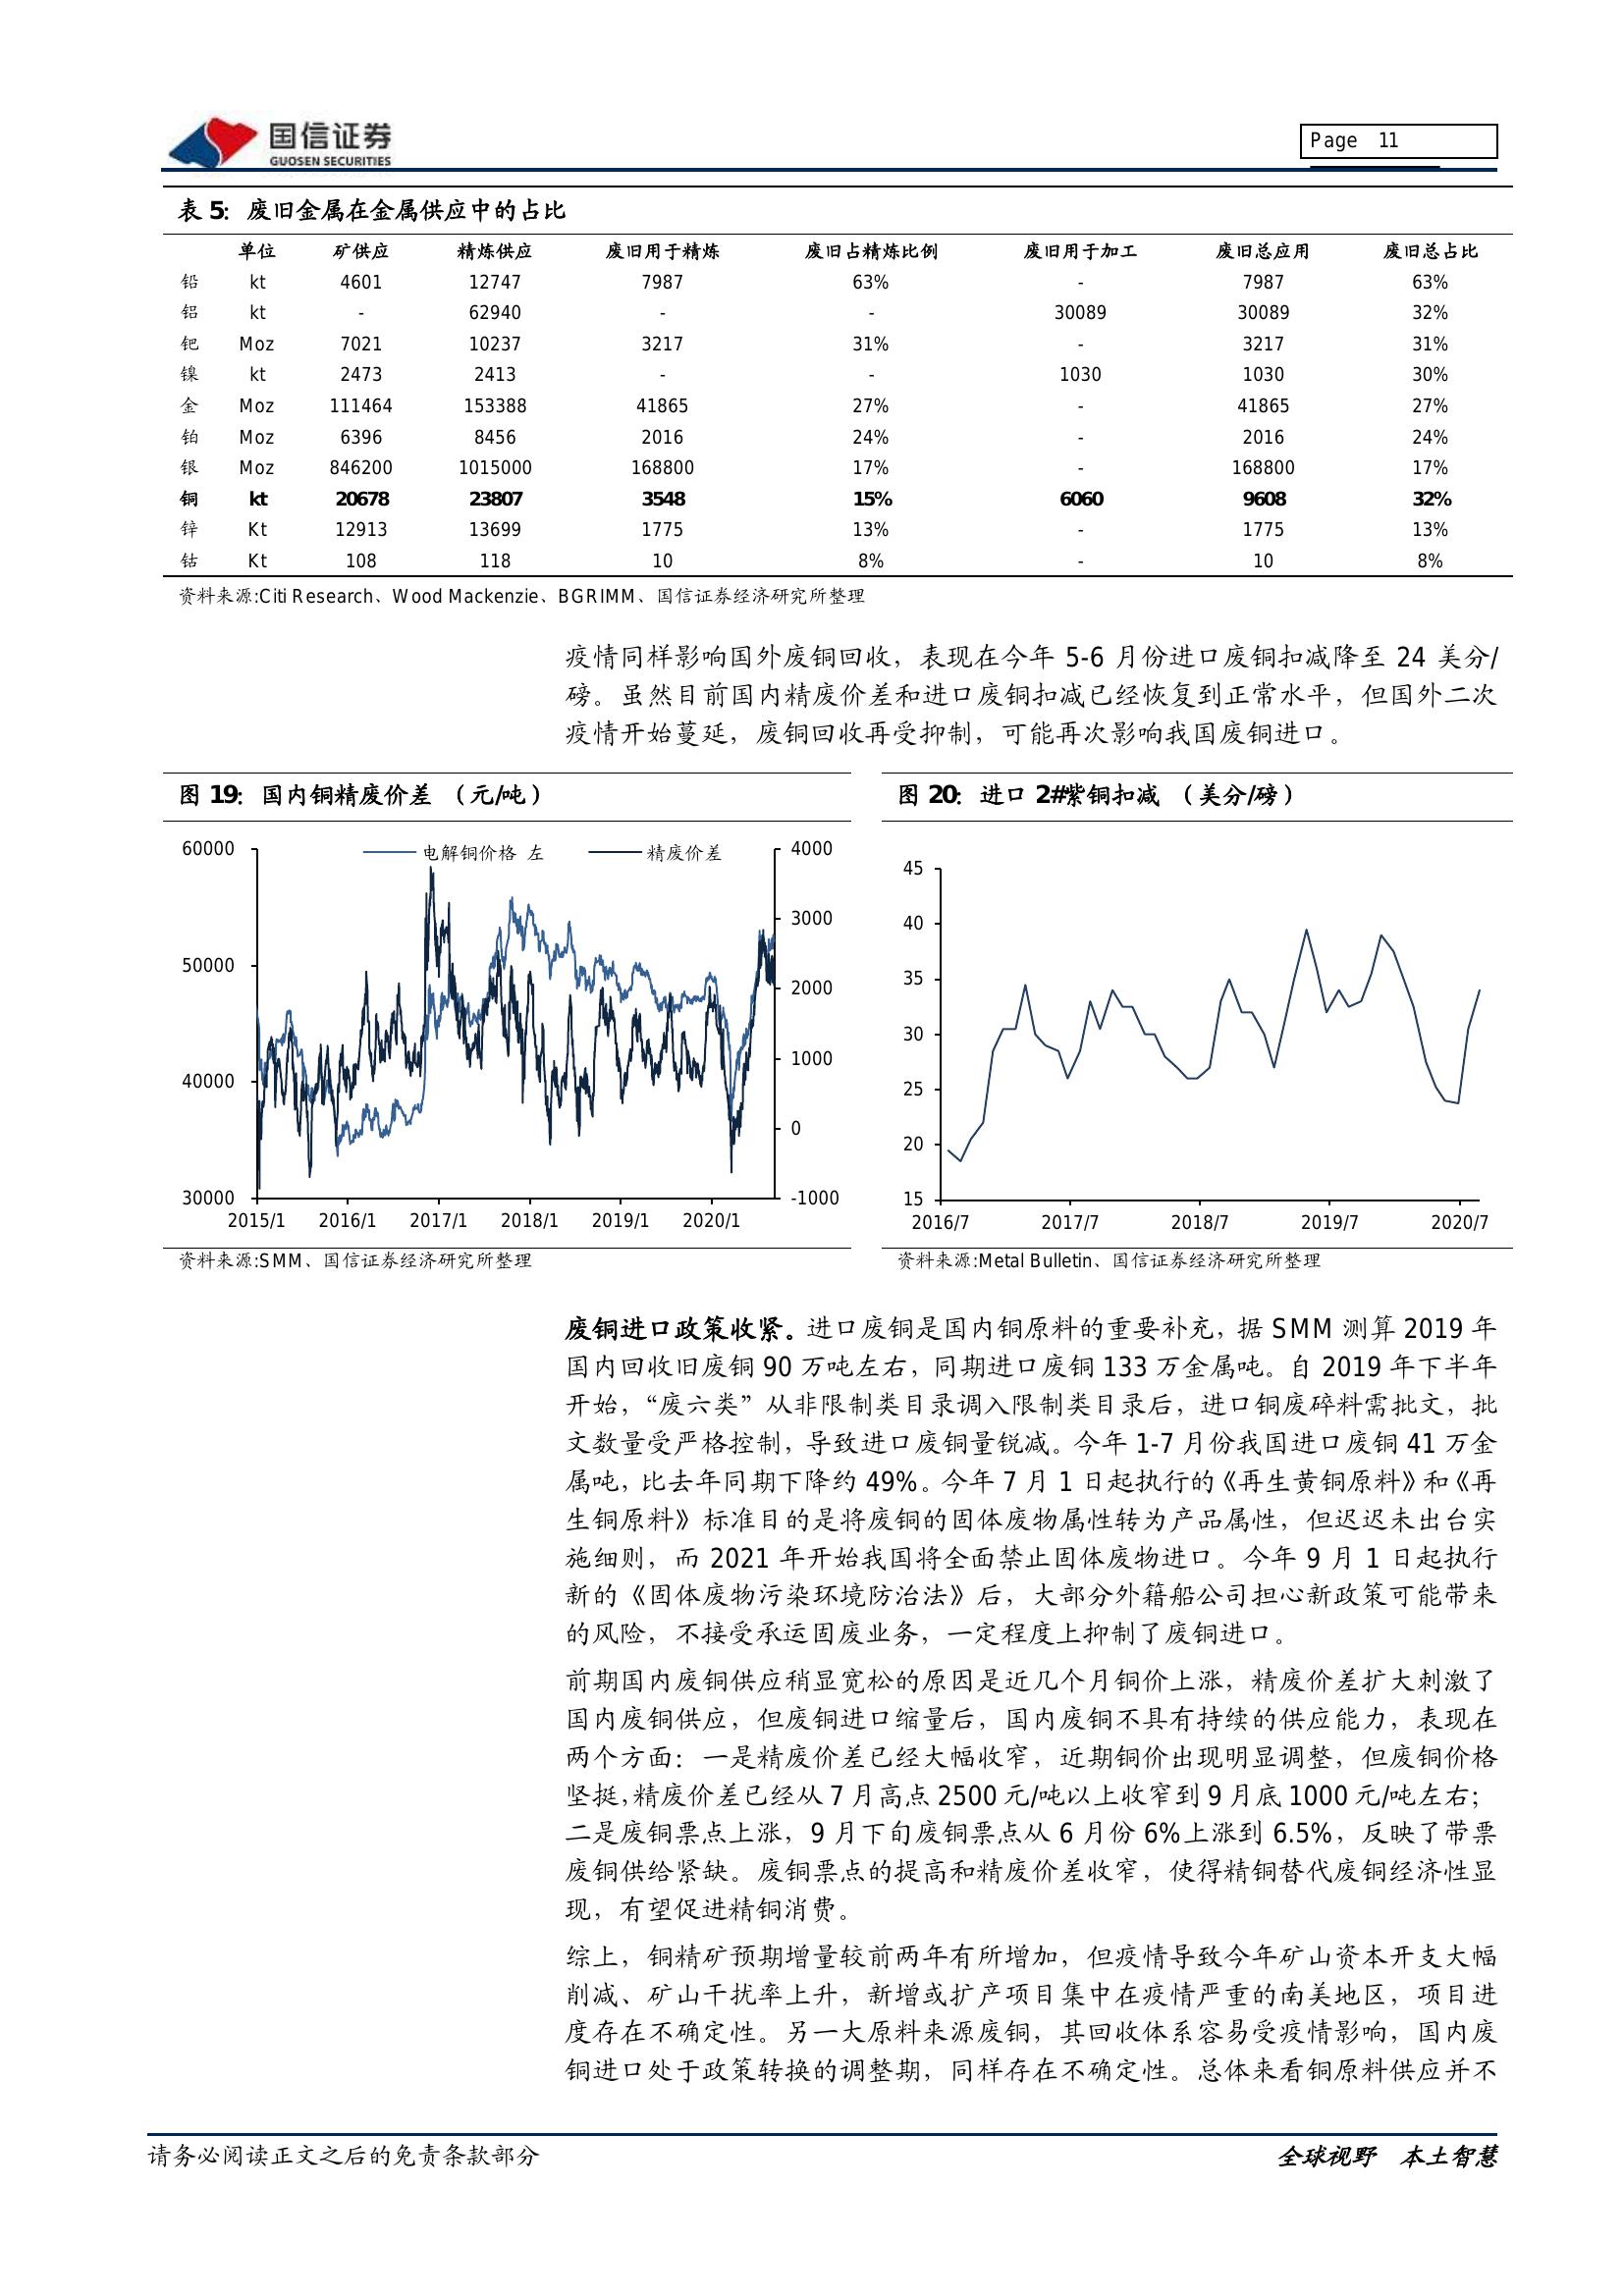 国信证券
GUOSEN SECURITIES
Page 11
表 5: 废旧金属在金属供应中的占比
单位 矿供应 精炼供应 废旧用于精炼 废旧占精炼比例 废旧用于加工 废旧总应用 废旧总占比
铅 kt 4601 12747 7987 63% - 7987 63%
铝 kt - 62940 - - 30089 30089 32%
钯 Moz 7021 10237 3217 31% - 3217 31%
镍 kt 2473 2413 - - 1030 1030 30%
金 Moz 111464 153388 41865 27% - 41865 27%
铂 Moz 6396 8456 2016 24% - 2016 24%
银 Moz 846200 1015000 168800 17% - 168800 17%
铜 kt 20678 23807 3548 15% 6060 9608 32%
锌 Kt 12913 13699 1775 13% - 1775 13%
钴 Kt 108 118 10 8% - 10 8%
资料来源:Citi Research、Wood Mackenzie、BGRIMM、国信证券经济研究所整理
疫情同样影响国外废铜回收，表现在今年 5-6 月份进口废铜扣减降至 24 美分/
磅。虽然目前国内精废价差和进口废铜扣减已经恢复到正常水平，但国外二次
疫情开始蔓延，废铜回收再受抑制，可能再次影响我国废铜进口。
图 19: 国内铜精废价差 （元/吨）
电解铜价格 左 精废价差
60000
50000
40000
30000
4000
3000
2000
1000
0
-1000
2015/1 2016/1 2017/1 2018/1 2019/1 2020/1
资料来源:SMM、国信证券经济研究所整理
图 20: 进口 2#紫铜扣减 （美分/磅）
45
40
35
30
25
20
15
2016/7 2017/7 2018/7 2019/7 2020/7
资料来源:Metal Bulletin、国信证券经济研究所整理
废铜进口政策收紧。进口废铜是国内铜原料的重要补充，据 SMM 测算 2019 年
国内回收旧废铜 90 万吨左右，同期进口废铜 133 万金属吨。自 2019 年下半年
开始，“废六类”从非限制类目录调入限制类目录后，进口铜废碎料需批文，批
文数量受严格控制，导致进口废铜量锐减。今年 1-7 月份我国进口废铜 41 万金
属吨，比去年同期下降约 49%。今年 7 月 1 日起执行的《再生黄铜原料》和《再
生铜原料》标准目的是将废铜的固体废物属性转为产品属性，但迟迟未出台实
施细则，而 2021 年开始我国将全面禁止固体废物进口。今年 9 月 1 日起执行
新的《固体废物污染环境防治法》后，大部分外籍船公司担心新政策可能带来
的风险，不接受承运固废业务，一定程度上抑制了废铜进口。
前期国内废铜供应稍显宽松的原因是近几个月铜价上涨，精废价差扩大刺激了
国内废铜供应，但废铜进口缩量后，国内废铜不具有持续的供应能力，表现在
两个方面：一是精废价差已经大幅收窄，近期铜价出现明显调整，但废铜价格
坚挺,精废价差已经从 7 月高点 2500 元/吨以上收窄到 9 月底 1000 元/吨左右；
二是废铜票点上涨，9 月下旬废铜票点从 6 月份 6%上涨到 6.5%，反映了带票
废铜供给紧缺。废铜票点的提高和精废价差收窄，使得精铜替代废铜经济性显
现，有望促进精铜消费。
综上，铜精矿预期增量较前两年有所增加，但疫情导致今年矿山资本开支大幅
削减、矿山干扰率上升，新增或扩产项目集中在疫情严重的南美地区，项目进
度存在不确定性。另一大原料来源废铜，其回收体系容易受疫情影响，国内废
铜进口处于政策转换的调整期，同样存在不确定性。总体来看铜原料供应并不
请务必阅读正文之后的免责条款部分 全球视野 本土智慧